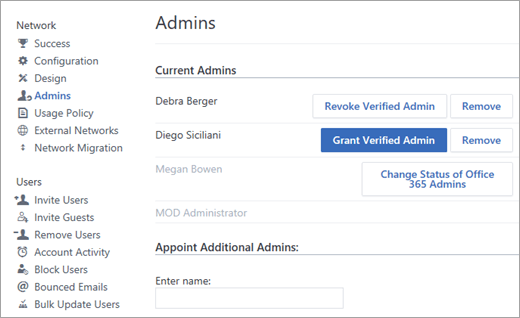 Network
Success
Configuration
Design
Admins
Usage Policy
External Networks
Network Migration
Users
Invite Users
Invite Guests
Remove Users
Account Activity
Block Users
Bounced Emails
Bulk Update Users
Admins
Current Admins
Debra Berger
Revoke Verified Admin
Remove
Diego Siciliani
Grant Verified Admin
Remove
Megan Bowen
Change Status of Office
365 Admins
MOD Administrator
Appoint Additional Admins:
Enter name: